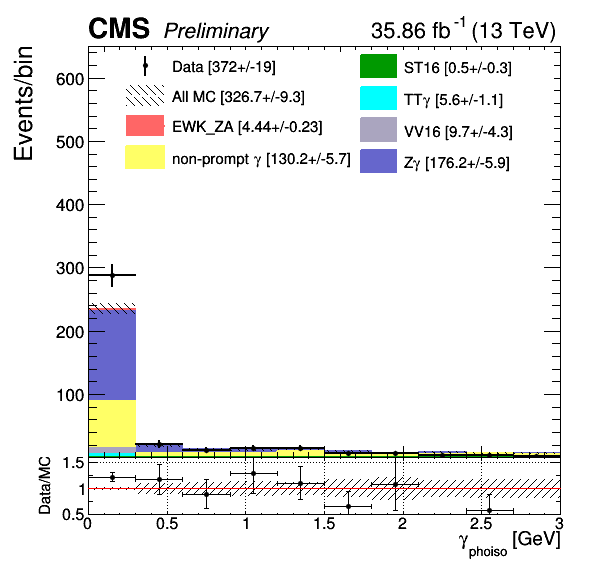 CMS Preliminary 35.86 fb⁻¹ (13 TeV)
Events/bin
Data [372+/-19]
All MC [326.7+/-9.3]
EWK_ZA [4.44+/-0.23]
non-prompt γ [130.2+/-5.7]
ST16 [0.5+/-0.3]
TTγ [5.6+/-1.1]
VV16 [9.7+/-4.3]
Zγ [176.2+/-5.9]
600
500
400
300
200
100
Data/MC
1.5
1
0.5
0 0.5 1 1.5 2 2.5 3
γphoiso [GeV]